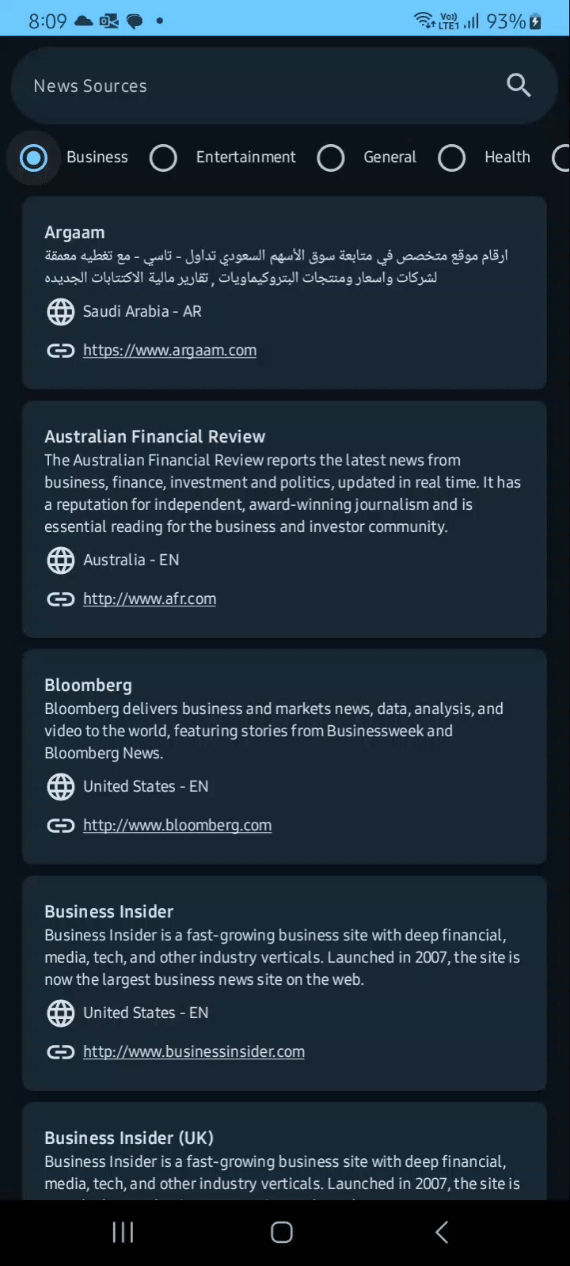 8:09
Vo))
LTE1
93%
News Sources
Business
Entertainment
General
Health
Argaam
ارقام موقع متخصص في متابعة سوق الأسهم السعودي تداول - تاسي - مع تغطيه معمقة
لشركات واسعار ومنتجات البتروكيماويات , تقارير مالية الاكتتابات الجديده
Saudi Arabia - AR
https://www.argaam.com
Australian Financial Review
The Australian Financial Review reports the latest news from
business, finance, investment and politics, updated in real time. It has
a reputation for independent, award-winning journalism and is
essential reading for the business and investor community.
Australia - EN
http://www.afr.com
Bloomberg
Bloomberg delivers business and markets news, data, analysis, and
video to the world, featuring stories from Businessweek and
Bloomberg News.
United States - EN
http://www.bloomberg.com
Business Insider
Business Insider is a fast-growing business site with deep financial,
media, tech, and other industry verticals. Launched in 2007, the site is
now the largest business news site on the web.
United States - EN
http://www.businessinsider.com
Business Insider (UK)
Business Insider is a fast-growing business site with deep financial,
media, tech, and other industry verticals. Launched in 2007, the site is